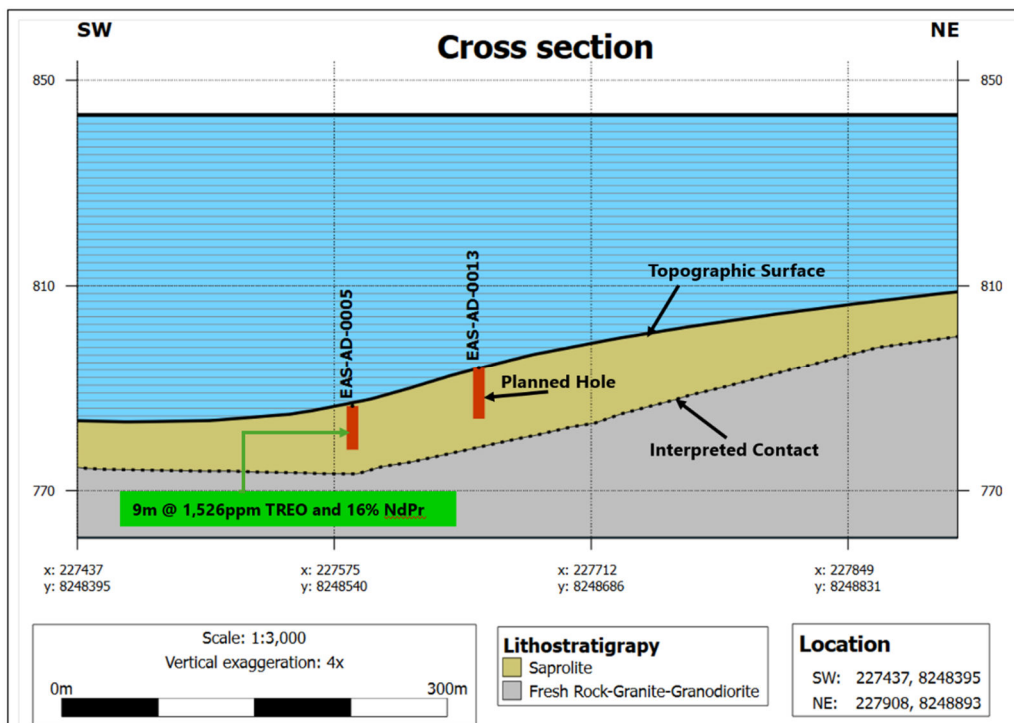 SW
NE
Cross section
850
850
810
810
770
770
EAS-AD-0005
EAS-AD-0013
Topographic Surface
Planned Hole
Interpreted Contact
9m @ 1,526ppm TREO and 16% NdPr
x: 227437
y: 8248395
x: 227575
y: 8248540
x: 227712
y: 8248686
x: 227849
y: 8248831
Scale: 1:3,000
Vertical exaggeration: 4x
0m
300m
Lithostratigrapy
Saprolite
Fresh Rock-Granite-Granodiorite
Location
SW: 227437, 8248395
NE: 227908, 8248893